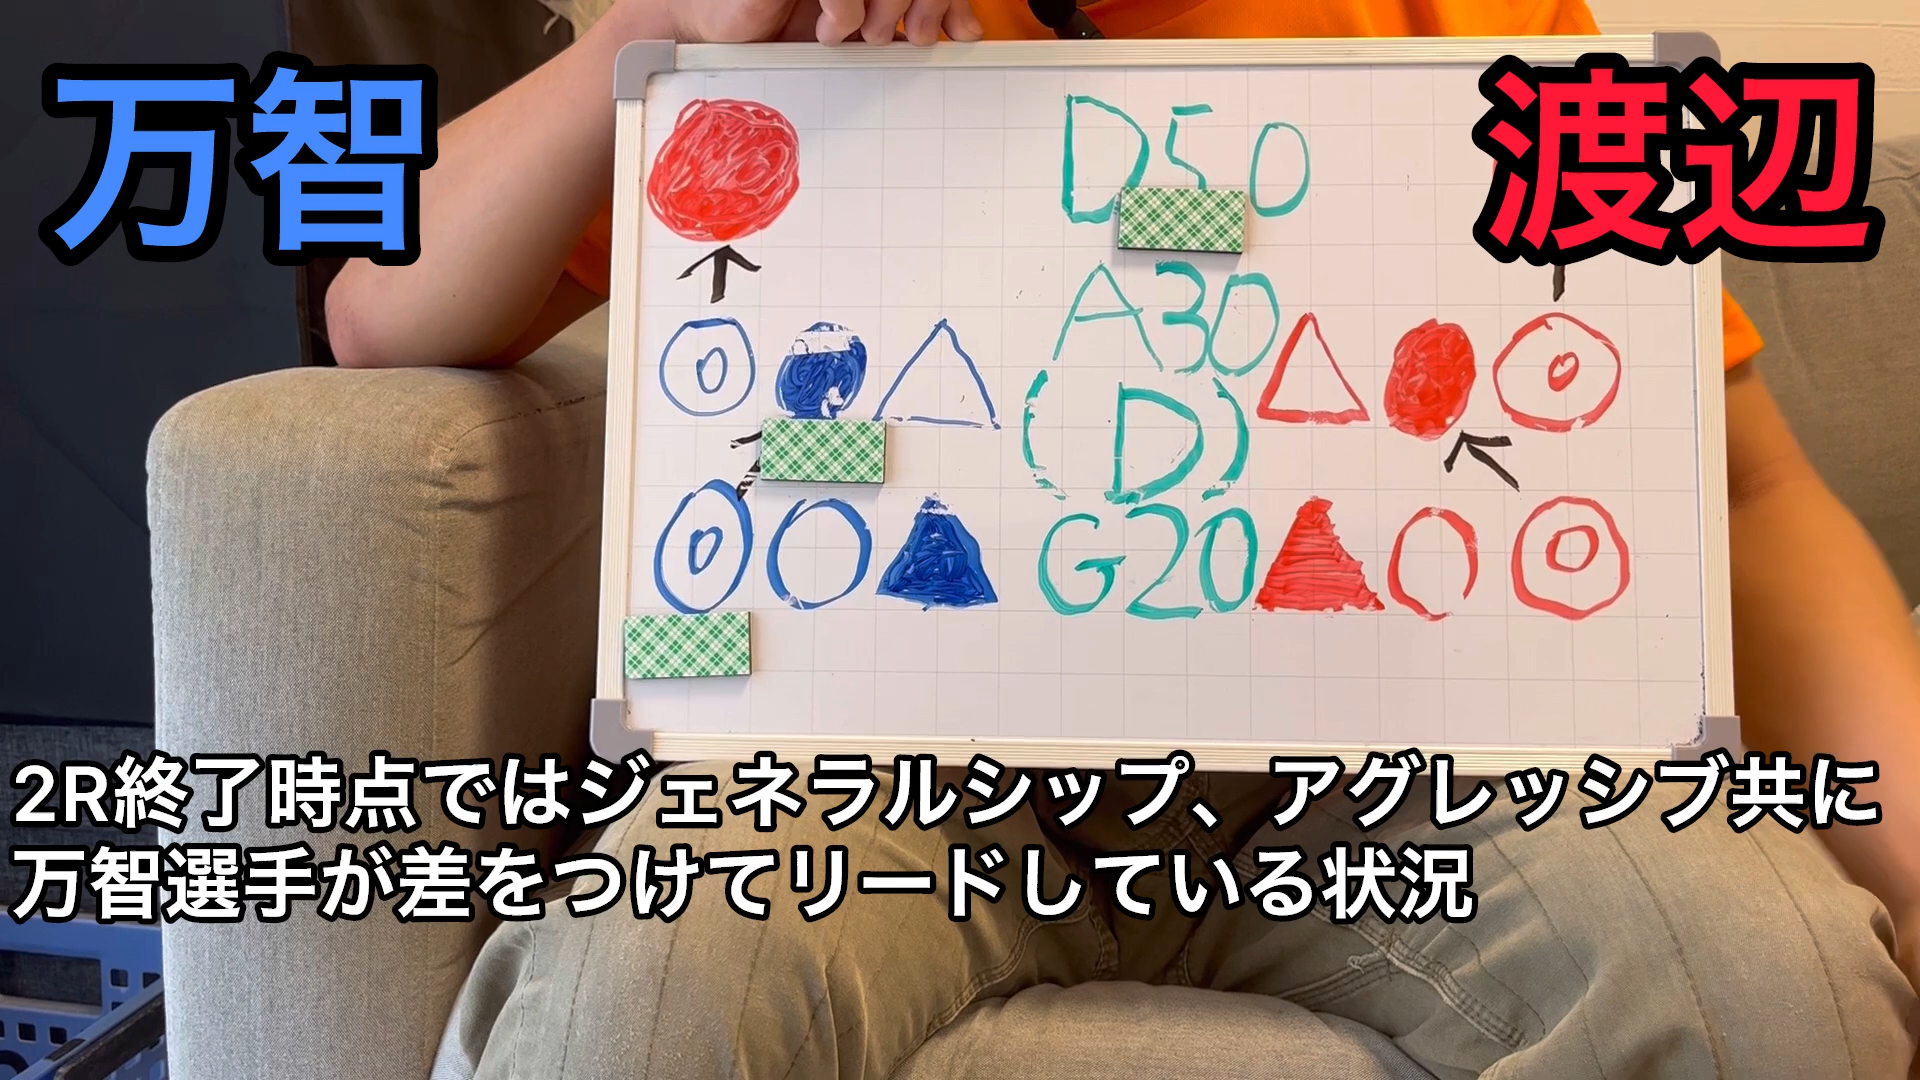 万智
渡辺
D50
A30
(D)
G20
2R終了時点ではジェネラルシップ、アグレッシブ共に
万智選手が差をつけてリードしている状況